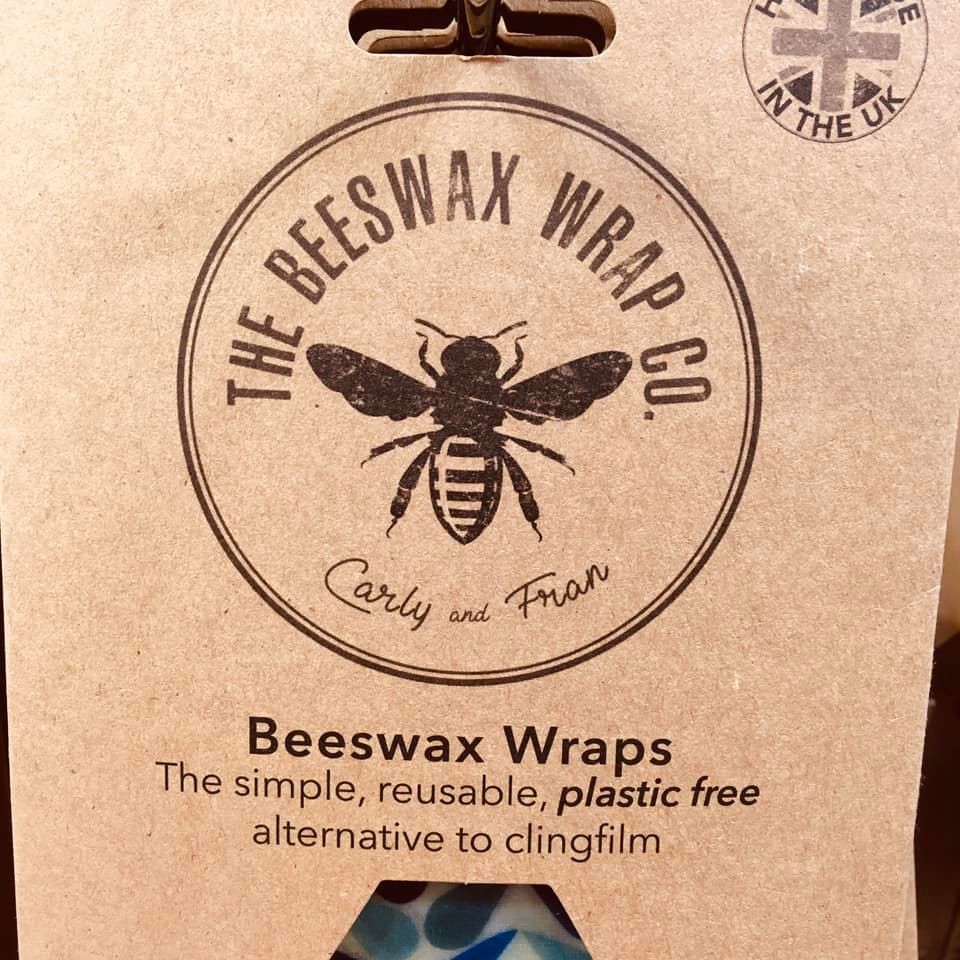 IN THE UK
THE BEESWAX WRAP CO.
Carly and Fran
Beeswax Wraps
The simple, reusable, plastic free
alternative to clingfilm